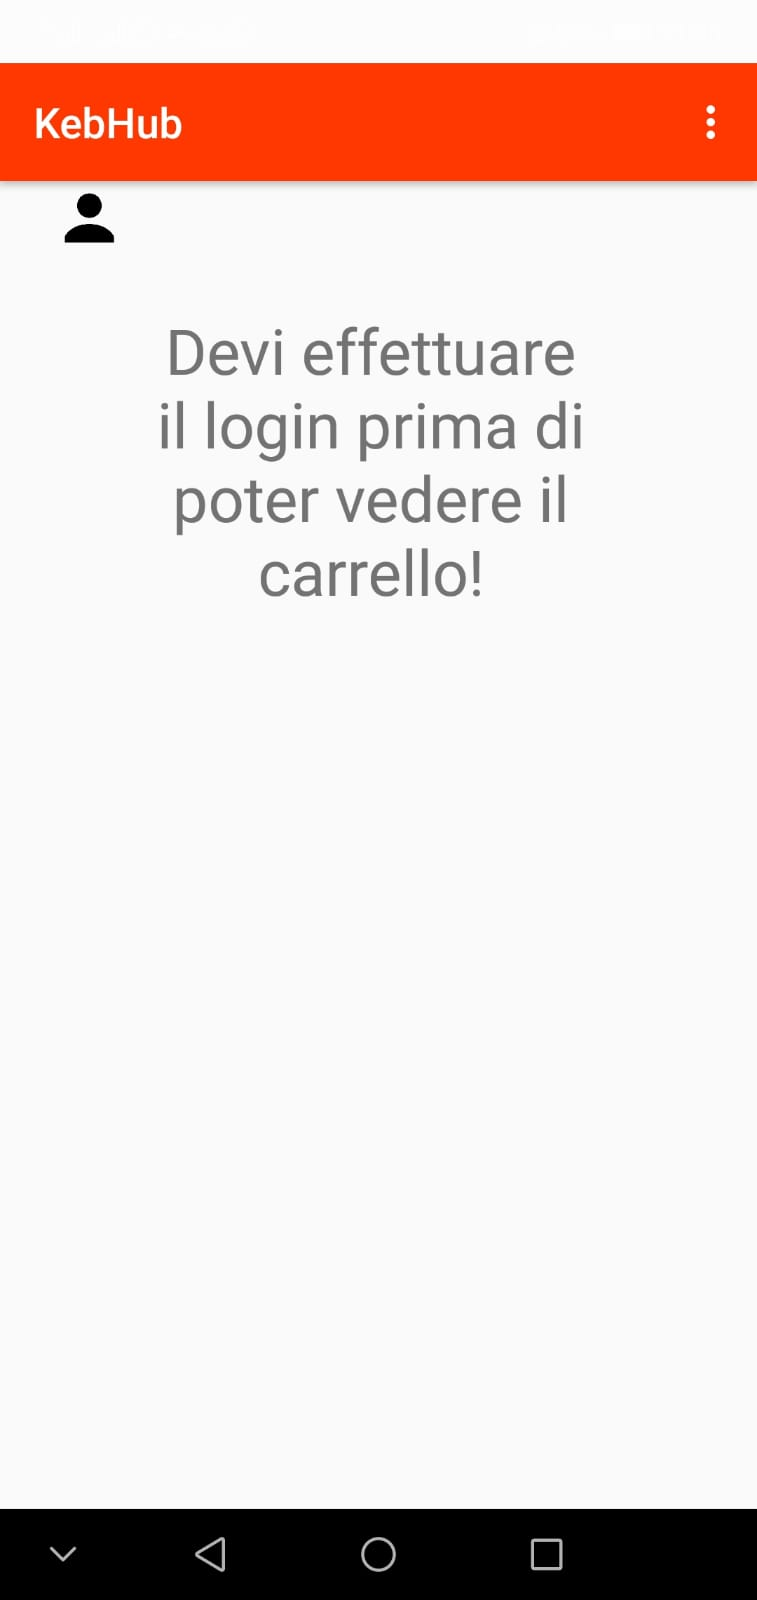 KebHub
Devi effettuare
il login prima di
poter vedere il
carrello!